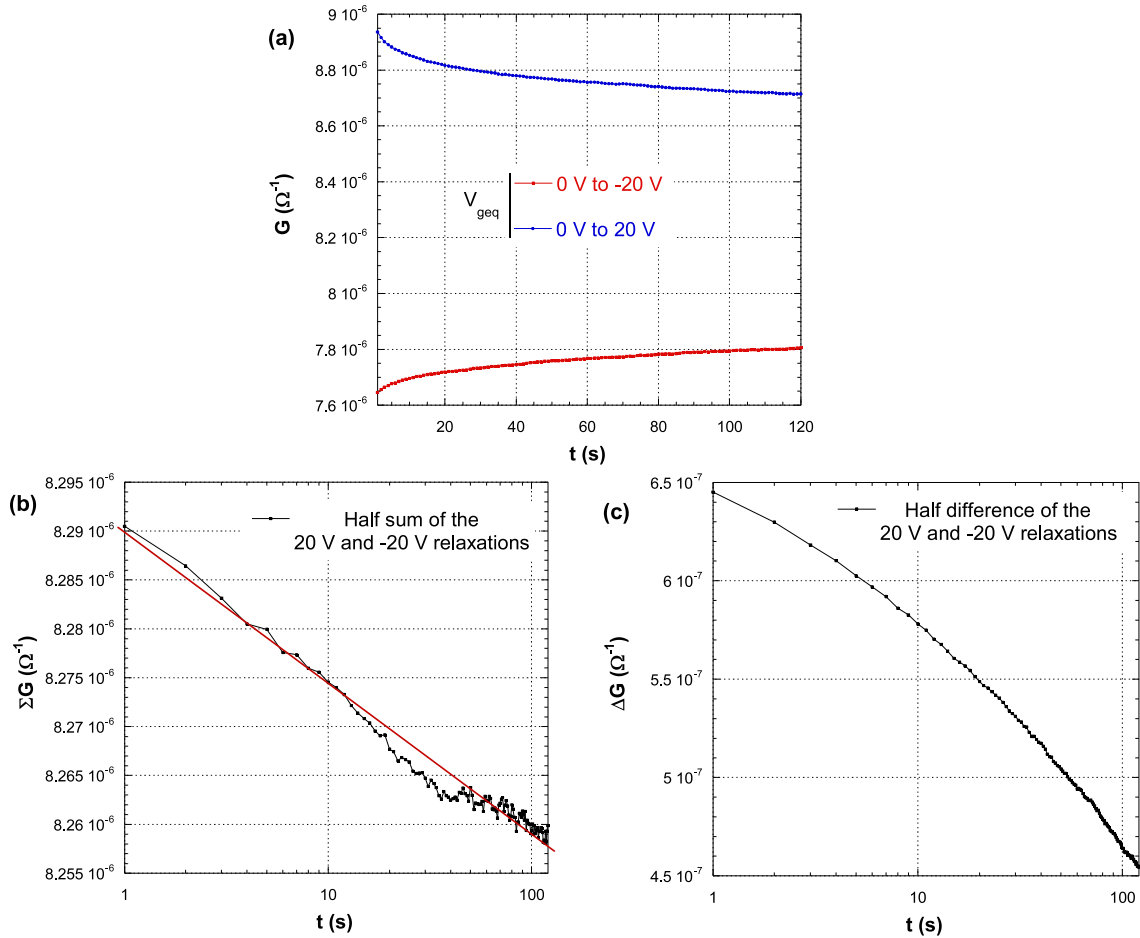 (a)
9 10⁻⁶
8.8 10⁻⁶
8.6 10⁻⁶
8.4 10⁻⁶
8.2 10⁻⁶
8 10⁻⁶
7.8 10⁻⁶
7.6 10⁻⁶
G (Ω⁻¹)
V_geq
0 V to -20 V
0 V to 20 V
20 40 60 80 100 120
t (s)
(b)
8.295 10⁻⁶
8.29 10⁻⁶
8.285 10⁻⁶
8.28 10⁻⁶
8.275 10⁻⁶
8.27 10⁻⁶
8.265 10⁻⁶
8.26 10⁻⁶
8.255 10⁻⁶
ΣG (Ω⁻¹)
Half sum of the
20 V and -20 V relaxations
1 10 100
t (s)
(c)
6.5 10⁻⁷
6 10⁻⁷
5.5 10⁻⁷
5 10⁻⁷
4.5 10⁻⁷
ΔG (Ω⁻¹)
Half difference of the
20 V and -20 V relaxations
1 10 100
t (s)